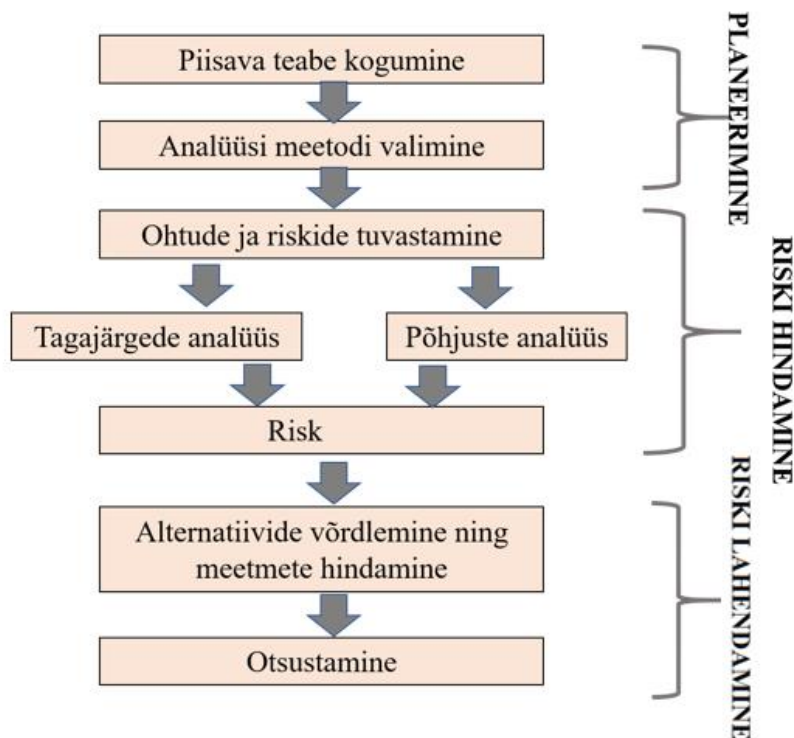 Piisava teabe kogumine
Analüüsi meetodi valimine
PLANEERIMINE
Ohtude ja riskide tuvastamine
Tagajärgede analüüs
Põhjuste analüüs
Risk
RISKI HINDAMINE
Alternatiivide võrdlemine ning
meetmete hindamine
Otsustamine
RISKI LAHENDAMINE